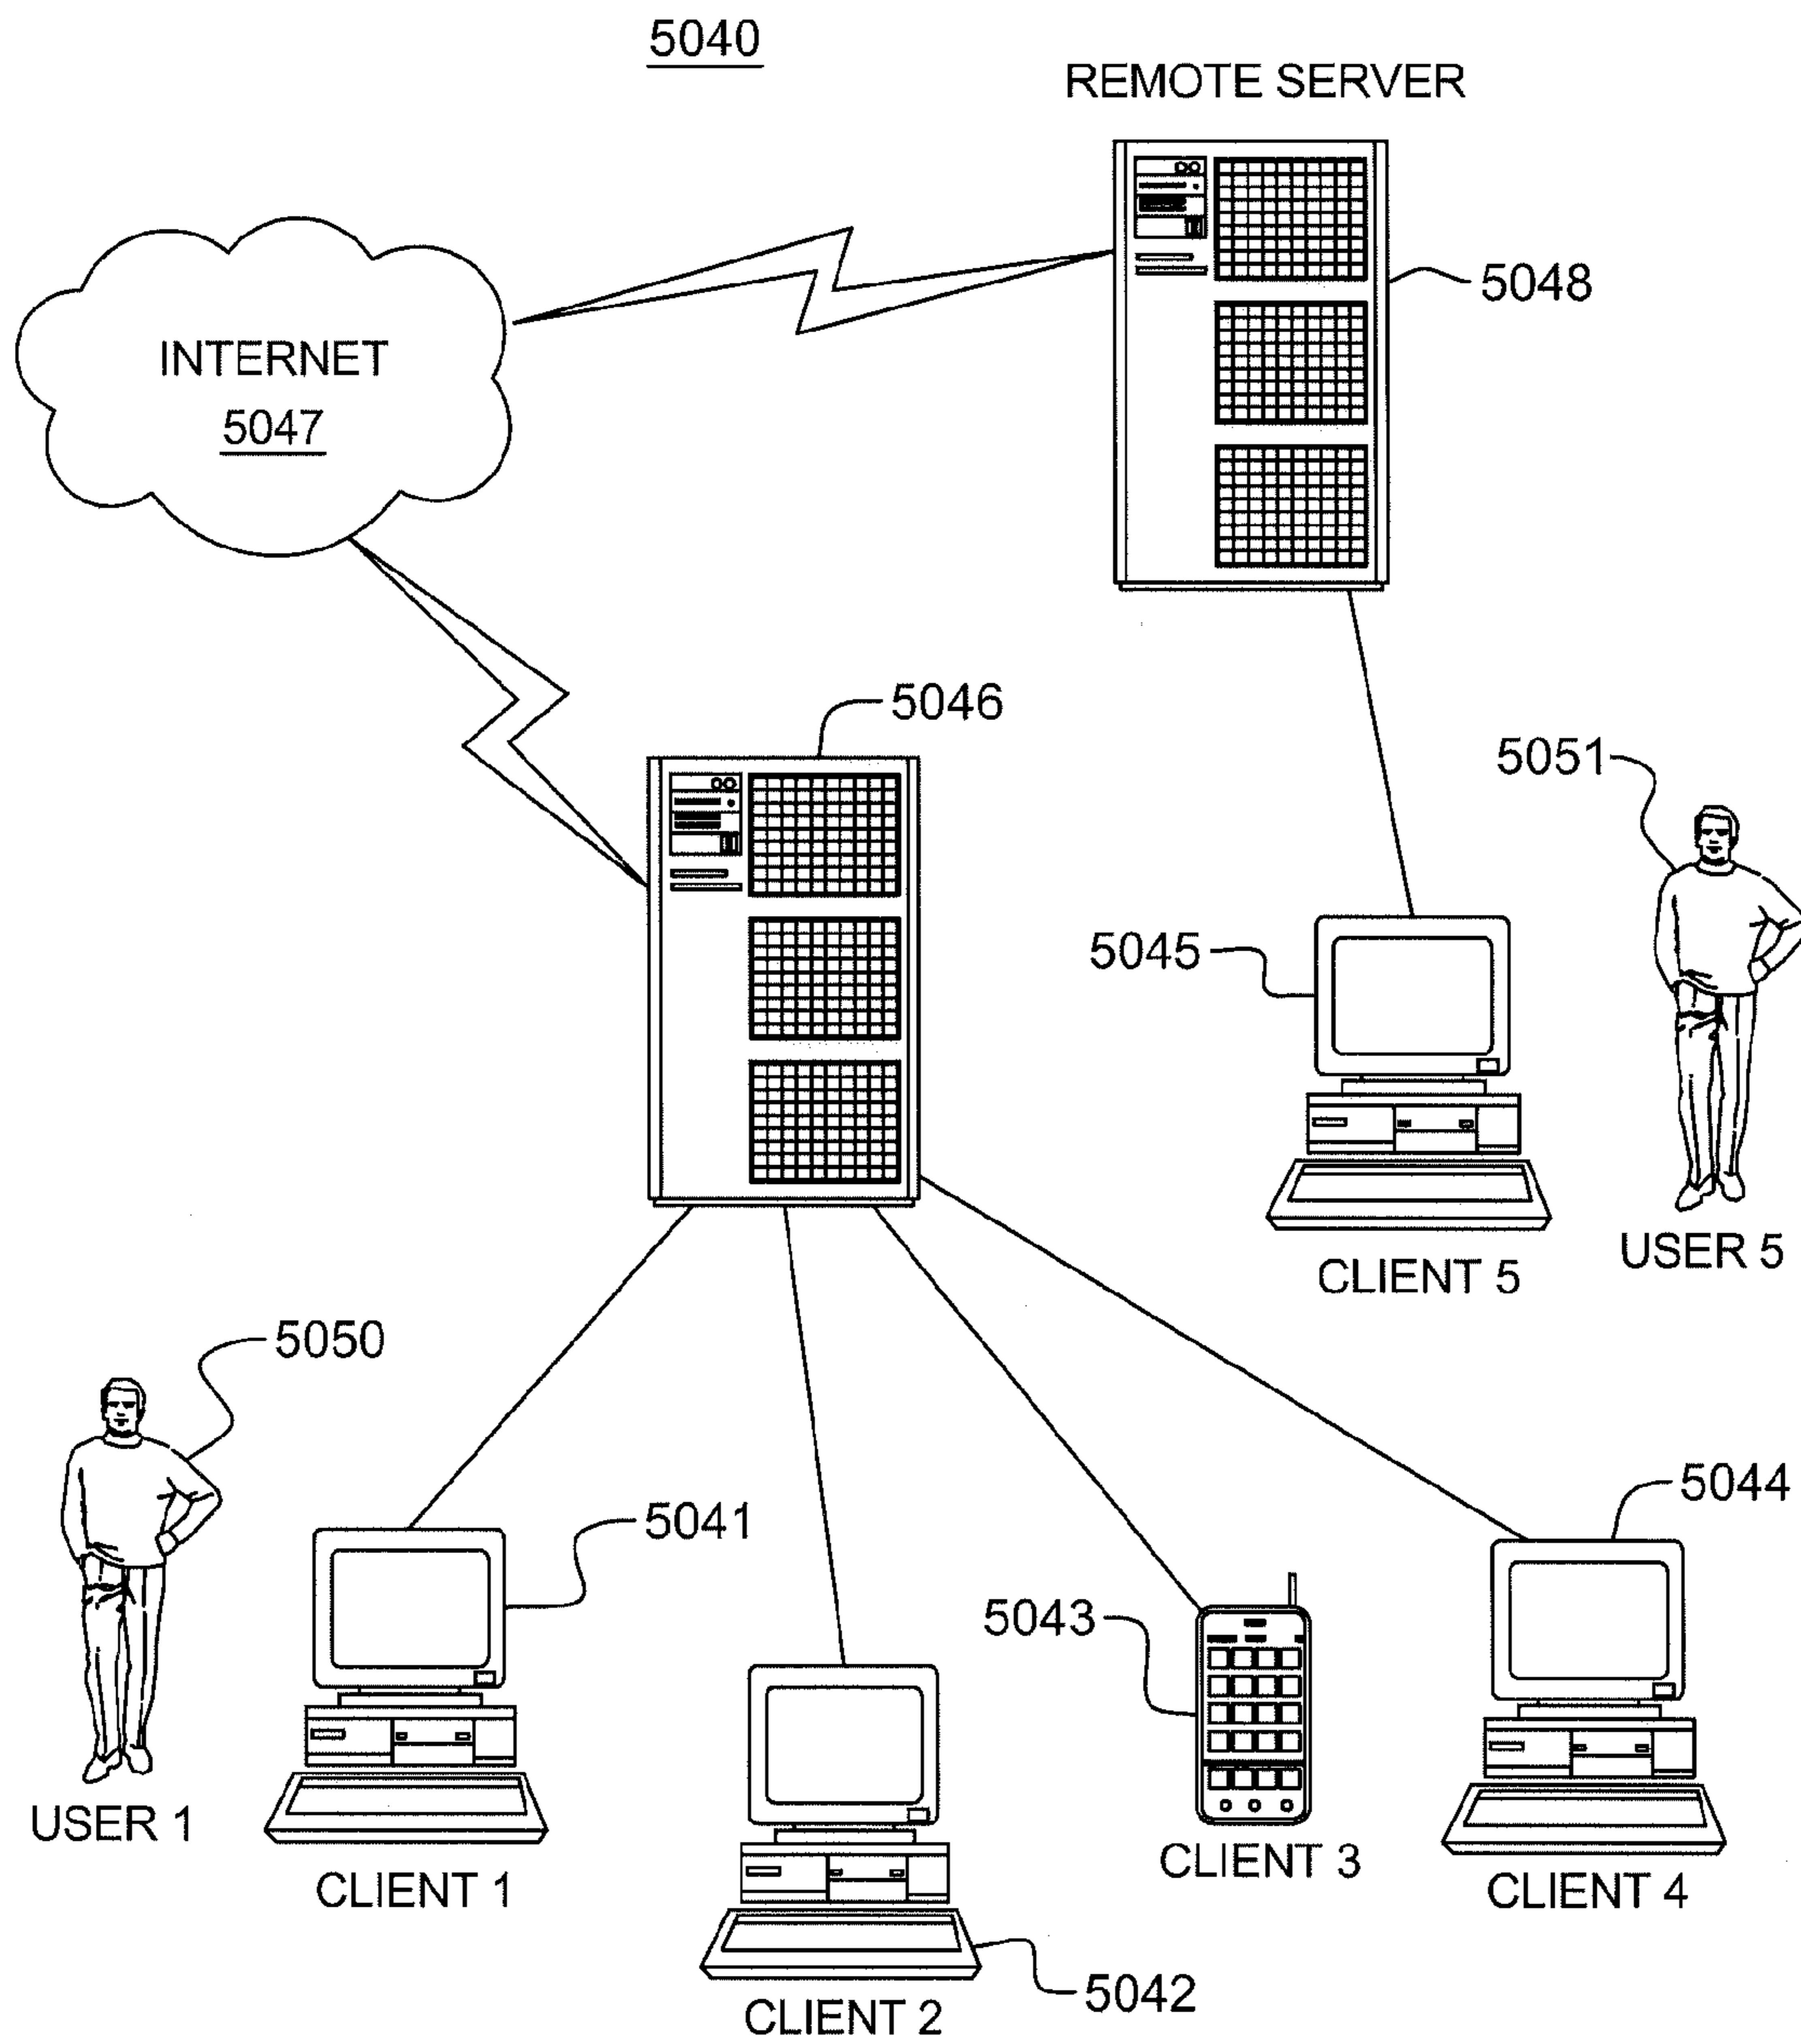 5040
REMOTE SERVER
5048
INTERNET
5047
5046
5051
5045
USER 5
CLIENT 5
5050
5041
5044
5043
USER 1
CLIENT 1
CLIENT 3
CLIENT 4
5042
CLIENT 2